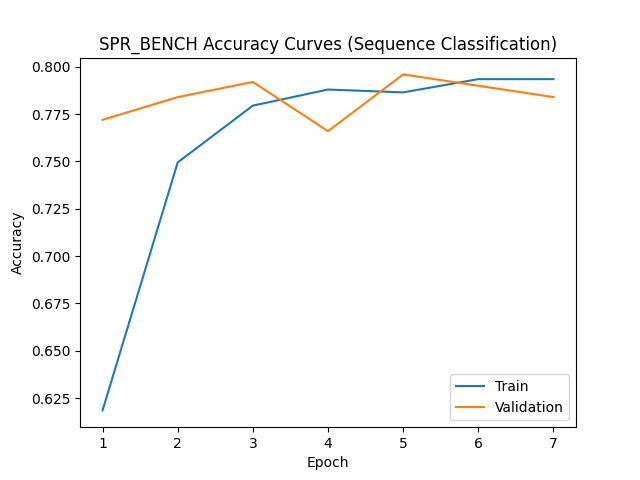 SPR_BENCH Accuracy Curves (Sequence Classification)
Accuracy
0.800
0.775
0.750
0.725
0.700
0.675
0.650
0.625
Train
Validation
1 2 3 4 5 6 7
Epoch